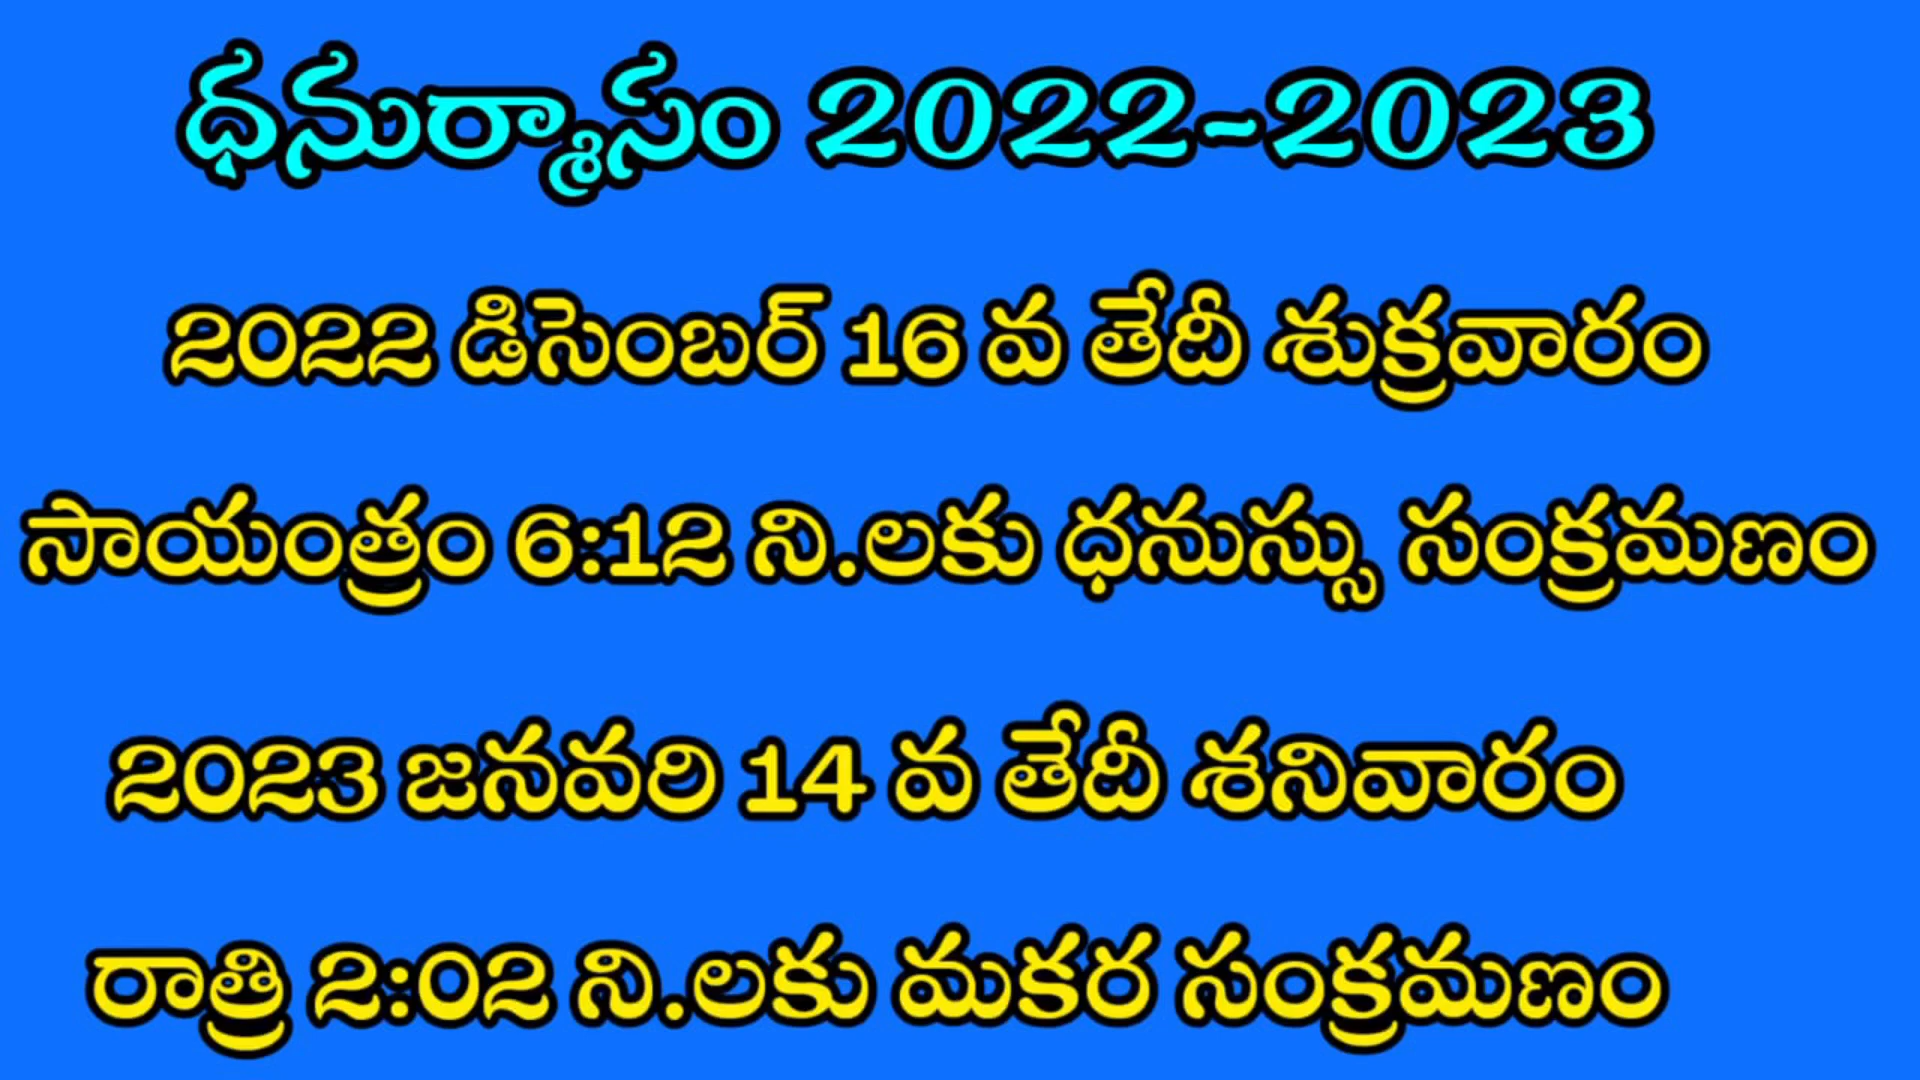 ధనుర్మాసం 2022-2023
2022 డిసెంబర్ 16 వ తేదీ శుక్రవారం
సాయంత్రం 6:12 ని.లకు ధనుస్సు సంక్రమణం
2023 జనవరి 14 వ తేదీ శనివారం
రాత్రి 2:02 ని.లకు మకర సంక్రమణం